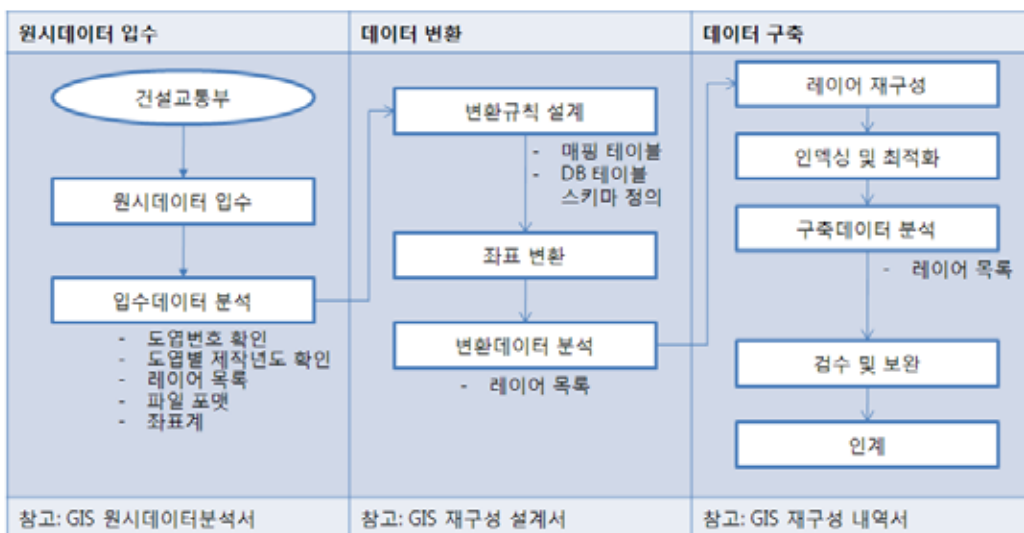 원시데이터 입수
건설교통부
원시데이터 입수
입수데이터 분석
- 도엽번호 확인
- 도엽별 제작년도 확인
- 레이어 목록
- 파일 포맷
- 좌표계
참고: GIS 원시데이터분석서
데이터 변환
변환규칙 설계
- 매핑 테이블
- DB 테이블
스키마 정의
좌표 변환
변환데이터 분석
- 레이어 목록
참고: GIS 재구성 설계서
데이터 구축
레이어 재구성
인덱싱 및 최적화
구축데이터 분석
- 레이어 목록
검수 및 보완
인계
참고: GIS 재구성 내역서